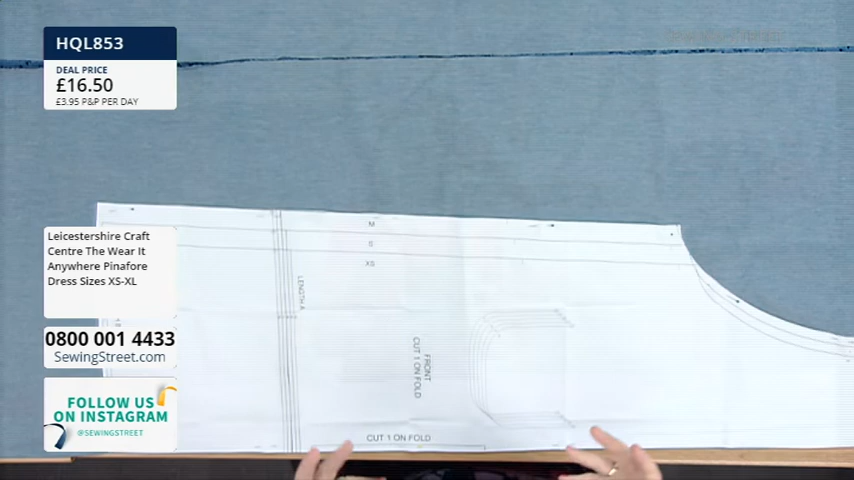 HQL853
DEAL PRICE
£16.50
£3.95 P&P PER DAY
Leicestershire Craft
Centre The Wear It
Anywhere Pinafore
Dress Sizes XS-XL
0800 001 4433
SewingStreet.com
FOLLOW US
ON INSTAGRAM
@SEWINGSTREET
M
S
XS
LENGTH A
FRONT
CUT 1 ON FOLD
CUT 1 ON FOLD